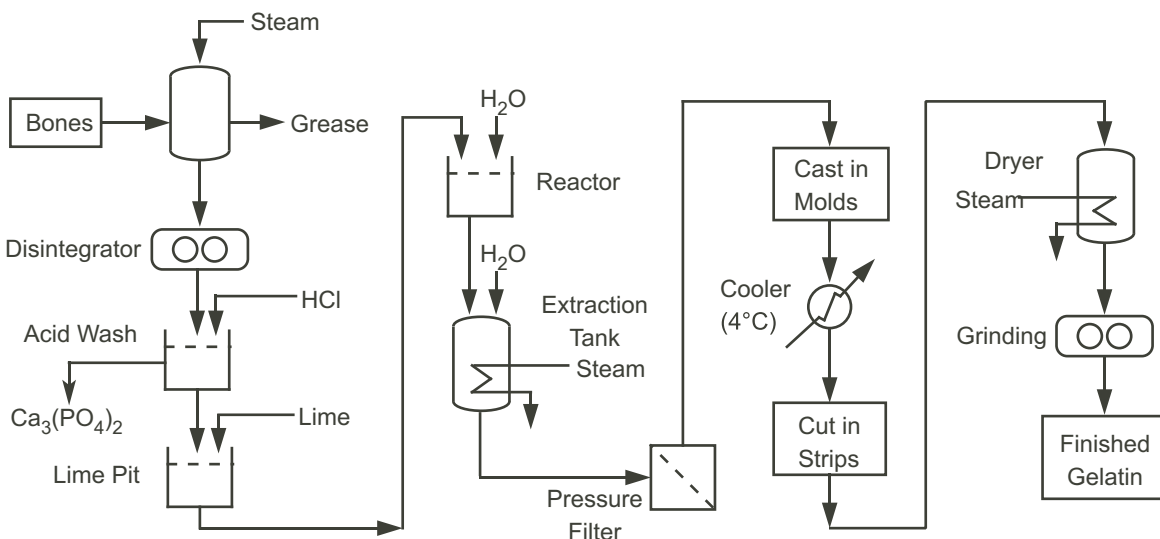 Steam
Bones
Grease
Disintegrator
HCl
Acid Wash
Ca₃(PO₄)₂
Lime
Lime Pit
H₂O
Reactor
H₂O
Extraction
Tank
Steam
Pressure
Filter
Cast in
Molds
Cooler
(4°C)
Cut in
Strips
Dryer
Steam
Grinding
Finished
Gelatin